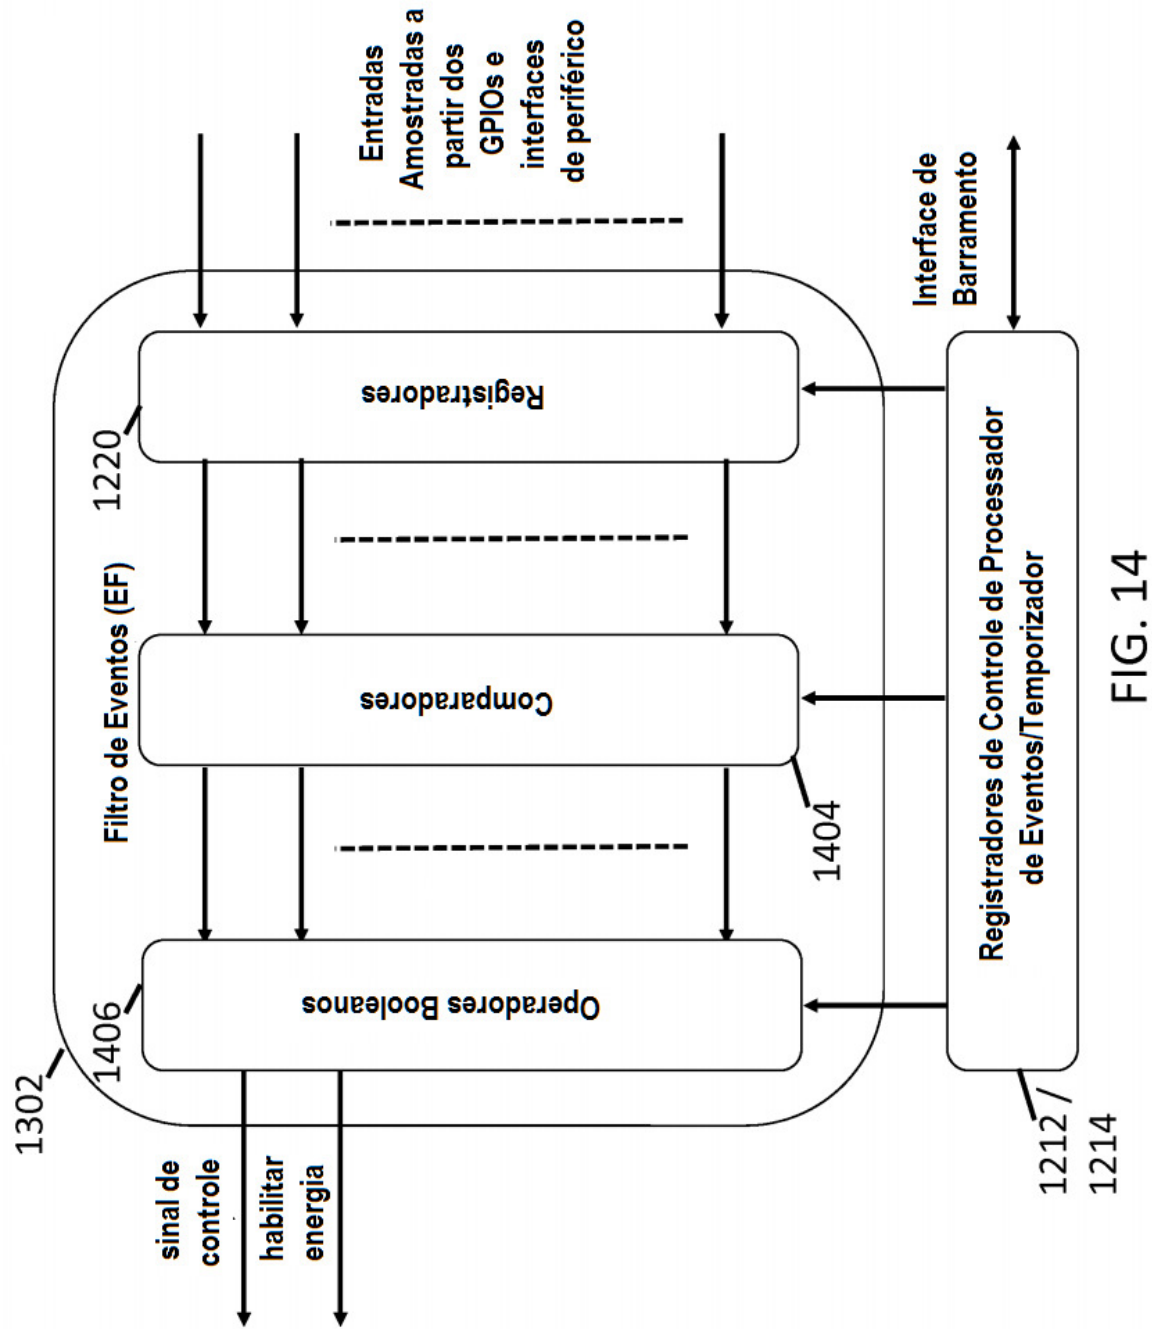 1302
Filtro de Eventos (EF)
1406
1220
sinal de
controle
habilitar
energia
Operadores Booleanos
Comparadores
Registradores
Entradas
Amostradas a
partir dos
GPIOs e
interfaces
de periférico
1404
Interface de
Barramento
1212 /
1214
Registradores de Controle de Processador
de Eventos/Temporizador
FIG. 14